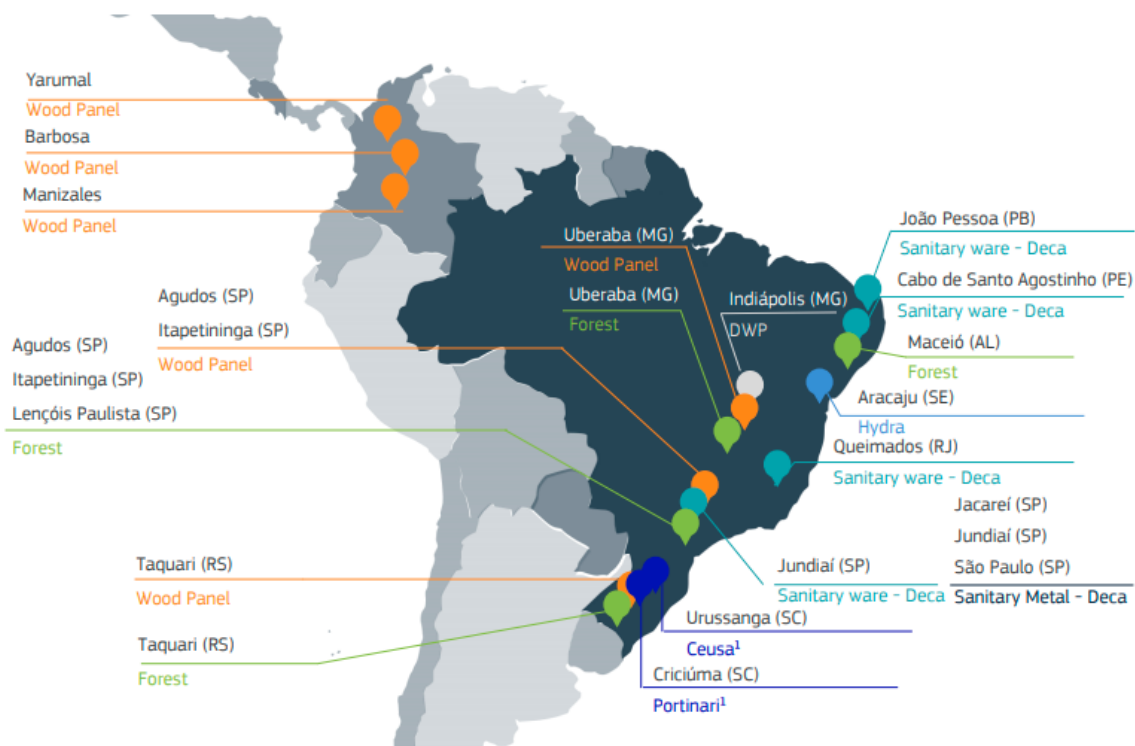 Yarumal
Wood Panel
Barbosa
Wood Panel
Manizales
Wood Panel
Uberaba (MG)
Wood Panel
Uberaba (MG)
Forest
Indiápolis (MG)
DWP
João Pessoa (PB)
Sanitary ware - Deca
Cabo de Santo Agostinho (PE)
Sanitary ware - Deca
Maceió (AL)
Forest
Aracaju (SE)
Hydra
Queimados (RJ)
Sanitary ware - Deca
Agudos (SP)
Itapetininga (SP)
Wood Panel
Agudos (SP)
Itapetininga (SP)
Lençóis Paulista (SP)
Forest
Jacareí (SP)
Jundiaí (SP)
São Paulo (SP)
Sanitary Metal - Deca
Jundiaí (SP)
Sanitary ware - Deca
Taquari (RS)
Wood Panel
Taquari (RS)
Forest
Urussanga (SC)
Ceusa¹
Criciúma (SC)
Portinari¹